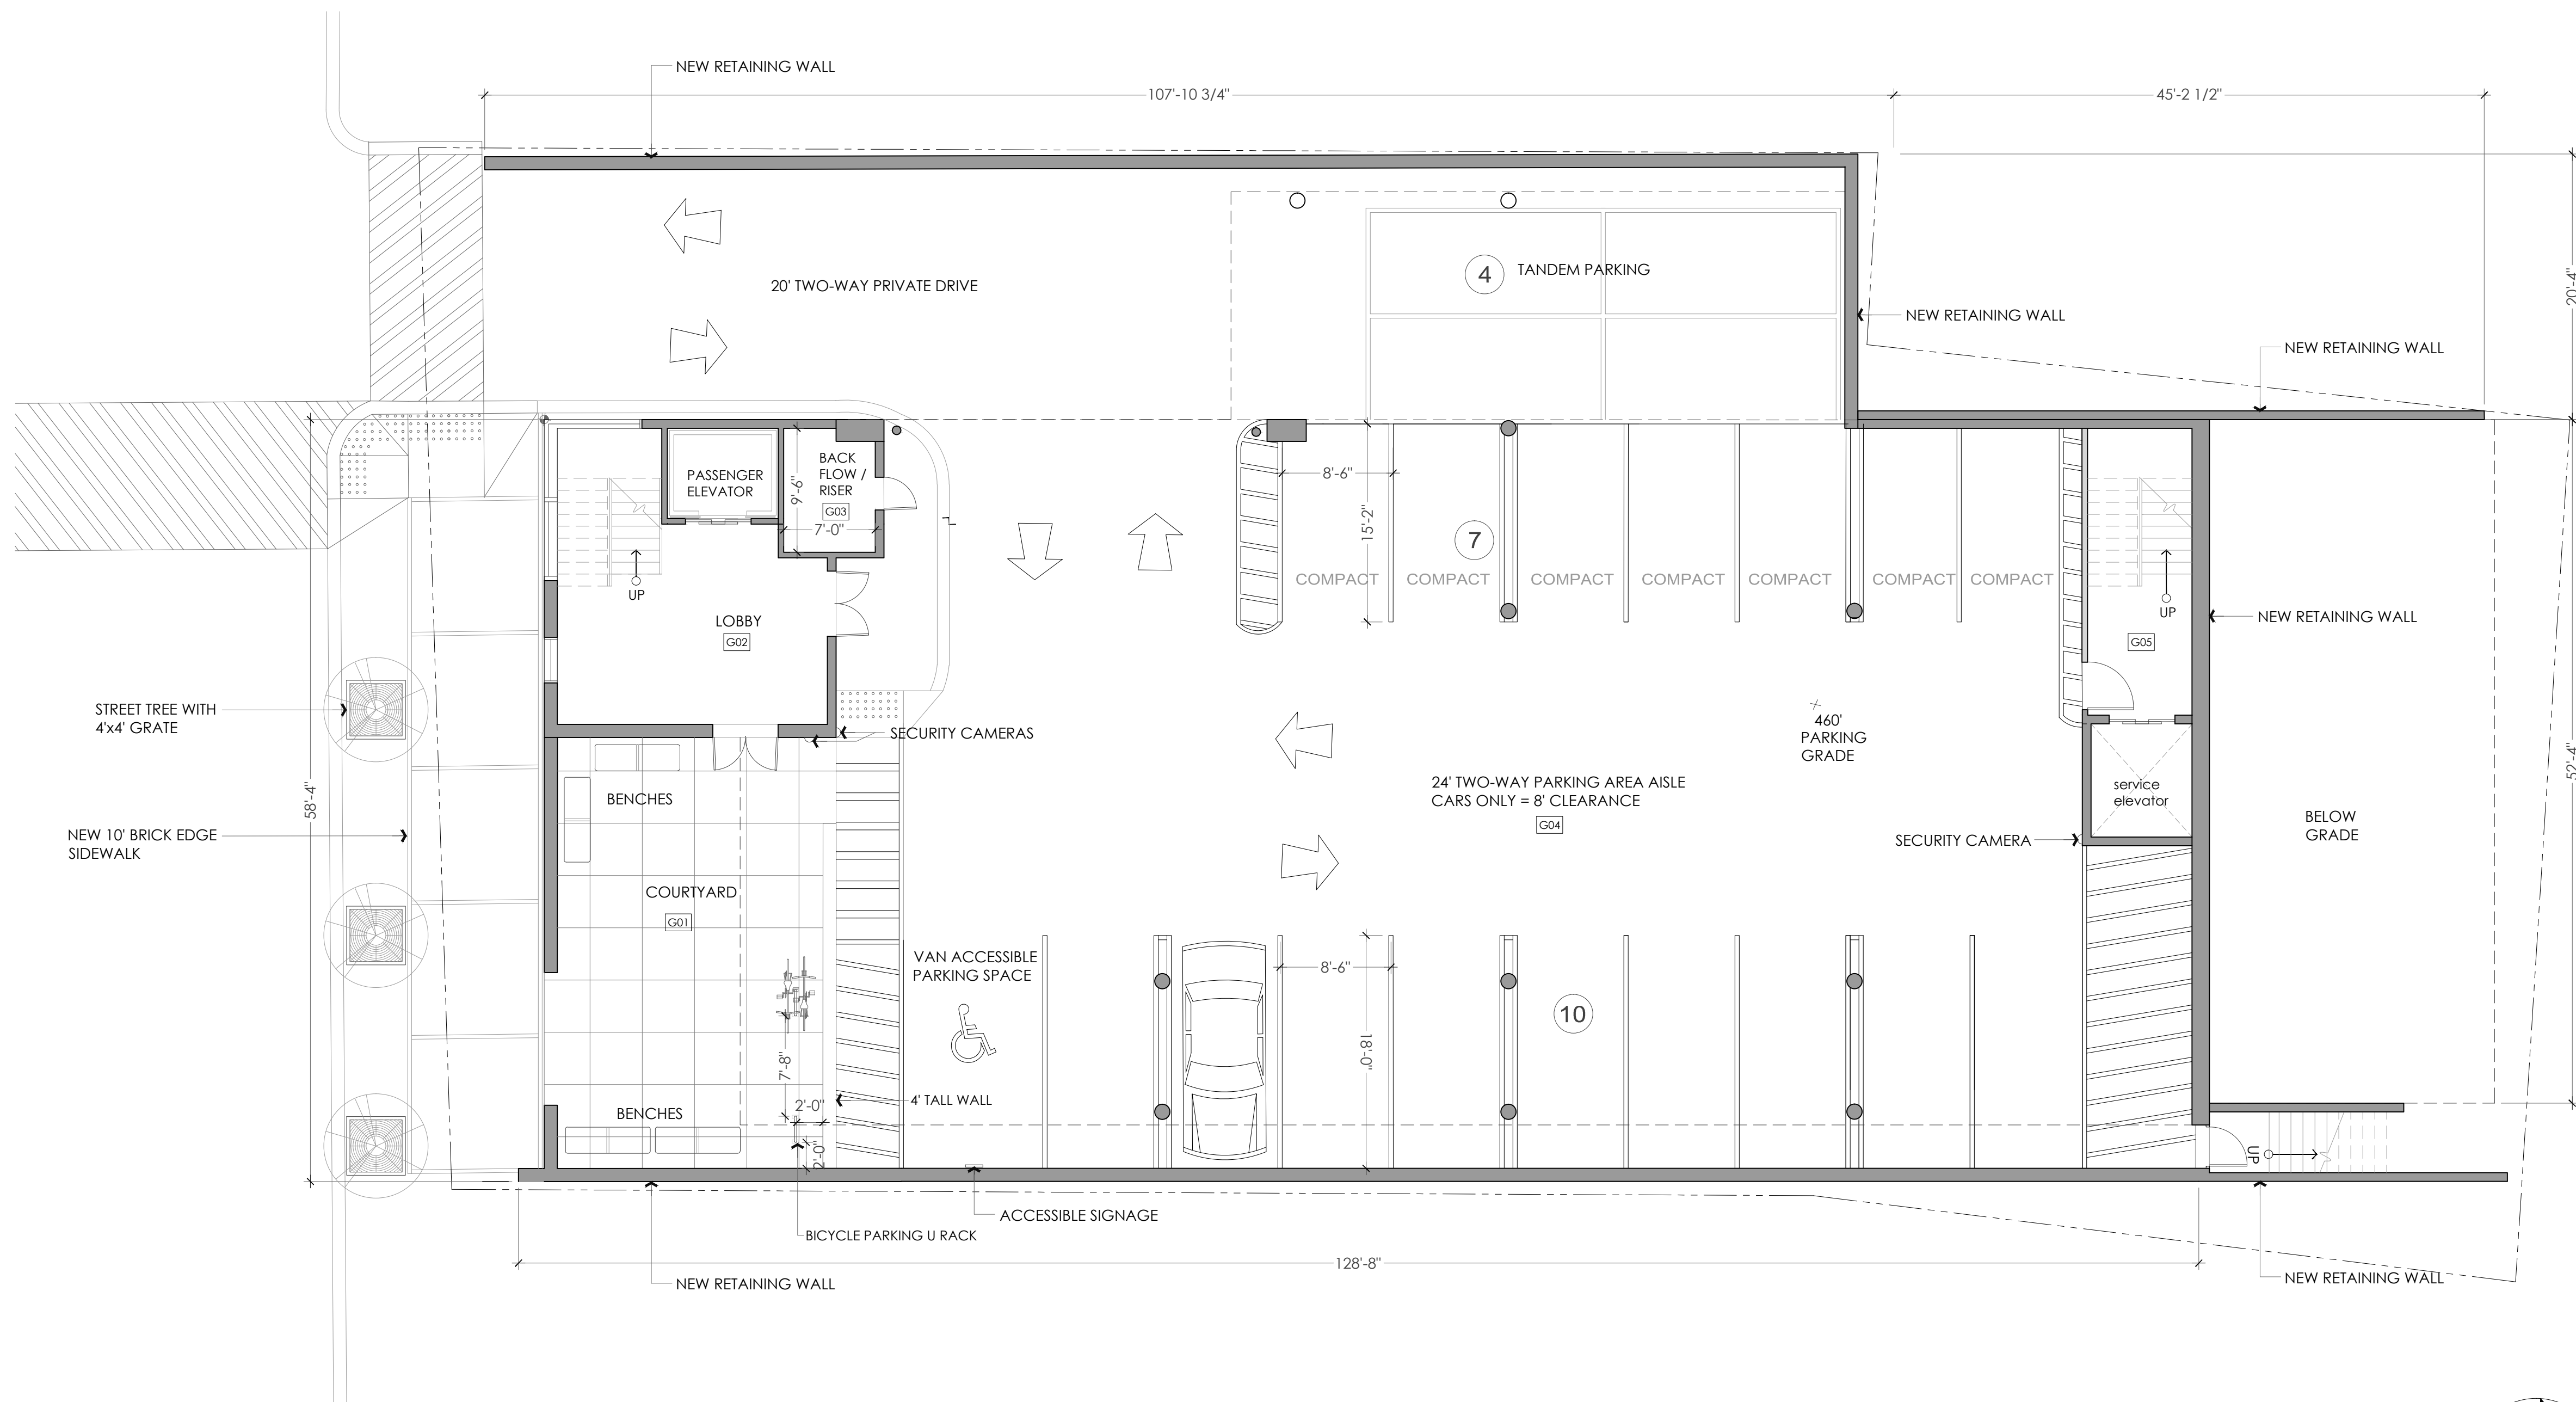 NEW RETAINING WALL
107'-10 3/4"
45'-2 1/2"
20'-4"
20' TWO-WAY PRIVATE DRIVE
4
TANDEM PARKING
NEW RETAINING WALL
NEW RETAINING WALL
PASSENGER
ELEVATOR
BACK
FLOW /
RISER
G03
9'-6"
7'-0"
UP
LOBBY
G02
8'-6"
15'-2"
7
COMPACT
COMPACT
COMPACT
COMPACT
COMPACT
COMPACT
COMPACT
UP
G05
NEW RETAINING WALL
STREET TREE WITH
4'x4' GRATE
SECURITY CAMERAS
460'
PARKING
GRADE
52'-4"
58'-4"
BENCHES
24' TWO-WAY PARKING AREA AISLE
CARS ONLY = 8' CLEARANCE
G04
service
elevator
NEW 10' BRICK EDGE
SIDEWALK
SECURITY CAMERA
BELOW
GRADE
COURTYARD
G01
VAN ACCESSIBLE
PARKING SPACE
8'-6"
10
18'-0"
7'-8"
2'-0"
4' TALL WALL
BENCHES
2'-0"
UP
ACCESSIBLE SIGNAGE
BICYCLE PARKING U RACK
128'-8"
NEW RETAINING WALL
NEW RETAINING WALL